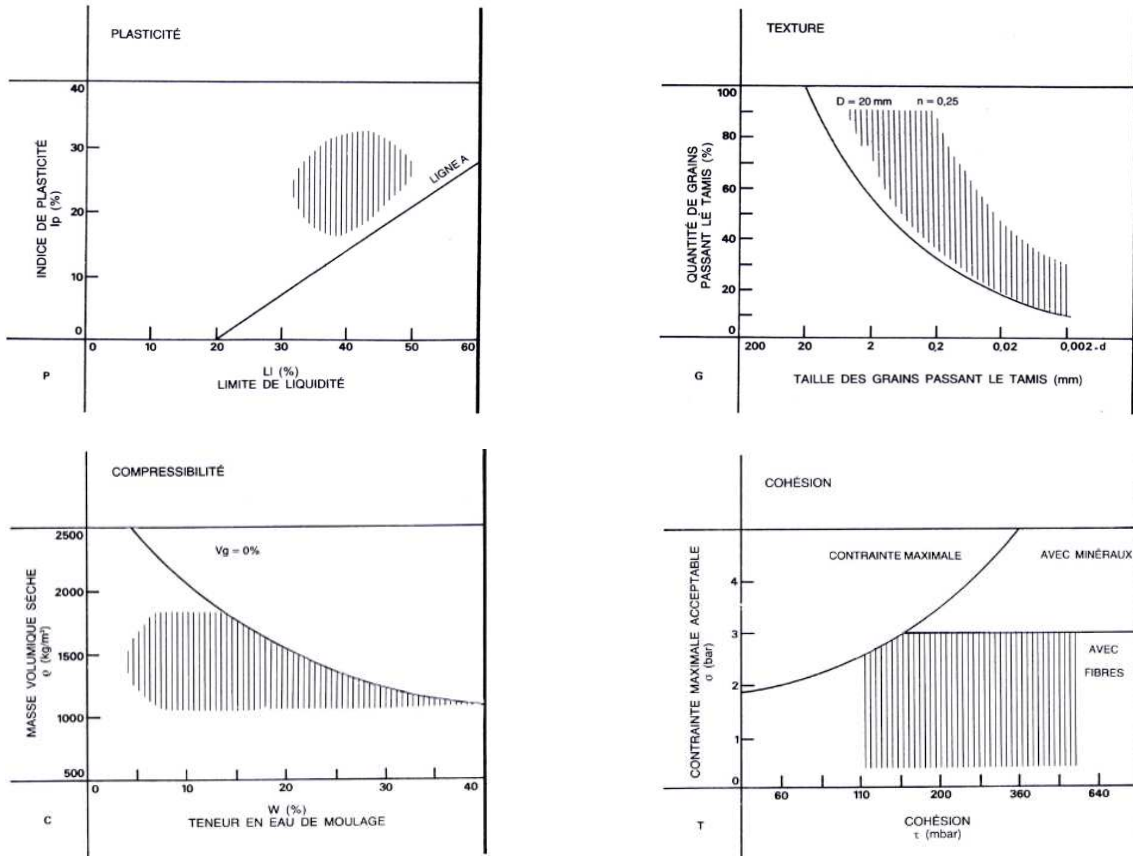 PLASTICITÉ
40
30
20
10
0
INDICE DE PLASTICITÉ
Ip (%)
LIGNE A
0 10 20 30 40 50 60
P
LI (%)
LIMITE DE LIQUIDITÉ
TEXTURE
100
80
60
40
20
0
QUANTITÉ DE GRAINS
PASSANT LE TAMIS (%)
D = 20 mm n = 0,25
200 20 2 0,2 0,02 0,002-d
G
TAILLE DES GRAINS PASSANT LE TAMIS (mm)
COMPRESSIBILITÉ
2500
2000
1500
1000
500
MASSE VOLUMIQUE SÈCHE
ϱ (kg/m³)
Vg = 0%
0 10 20 30 40
C
W (%)
TENEUR EN EAU DE MOULAGE
COHÉSION
4
3
2
1
0
CONTRAINTE MAXIMALE ACCEPTABLE
σ (bar)
CONTRAINTE MAXIMALE
AVEC MINÉRAUX
AVEC
FIBRES
60 110 200 360 640
T
COHÉSION
τ (mbar)